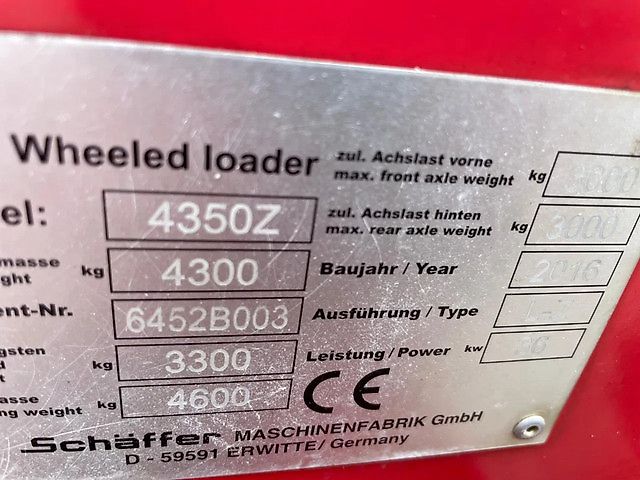 Wheeled loader
el: 4350Z
masse
ght kg 4300
ent-Nr. 6452B003
gsten
d kg 3300
t
asse
ng weight kg 4600
zul. Achslast vorne
max. front axle weight kg
zul. Achslast hinten
max. rear axle weight kg 3000
Baujahr / Year 2016
Ausführung / Type
Leistung / Power kw 26
CE
Schäffer MASCHINENFABRIK GmbH
D - 59591 ERWITTE / Germany